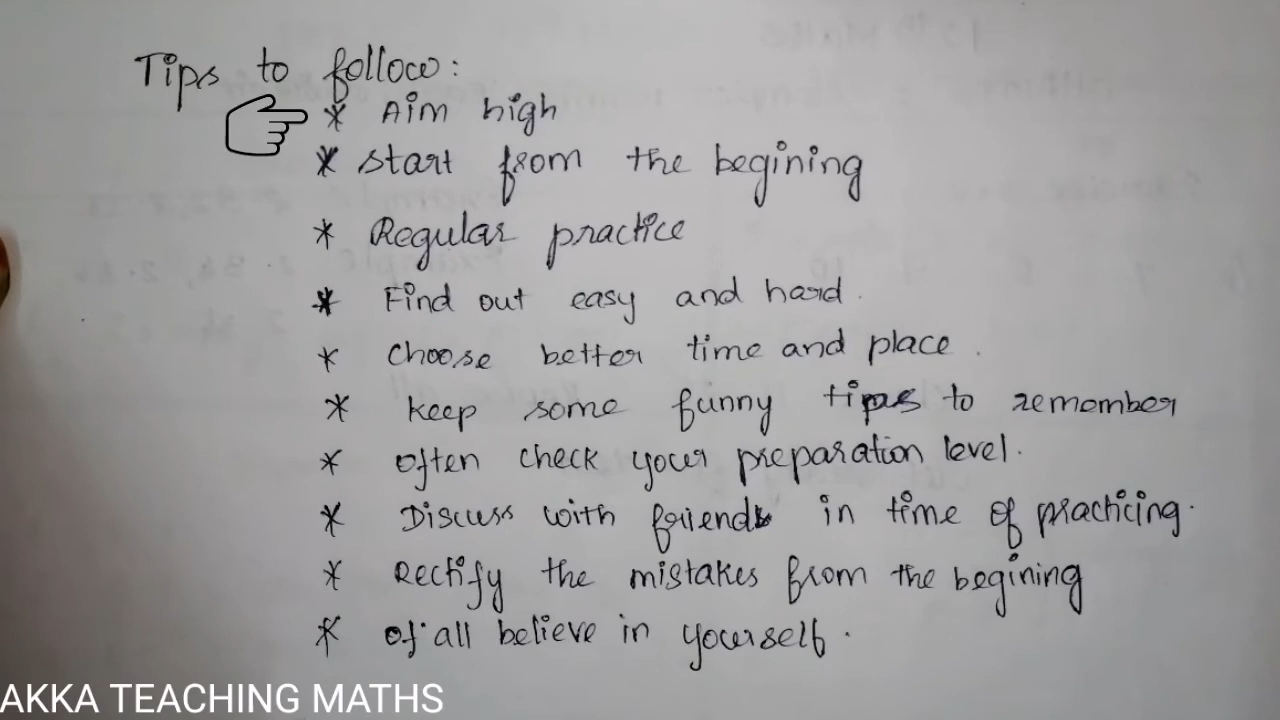 Tips to follow:
* Aim high
* start from the begining
* Regular practice
* Find out easy and hard.
* choose better time and place.
* keep some funny tips to remember
* often check your preparation level.
* Discuss with friends in time of practicing.
* Rectify the mistakes from the begining
* of all believe in yourself.
AKKA TEACHING MATHS